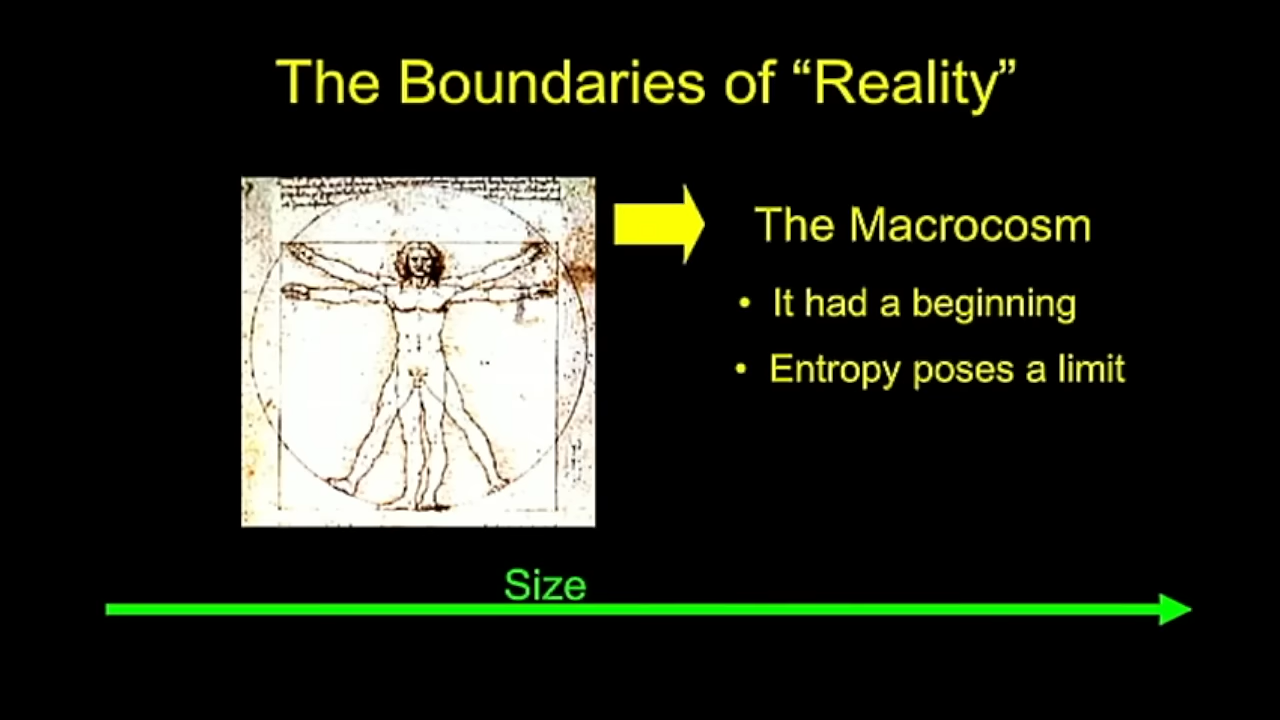 The Boundaries of “Reality”
The Macrocosm
• It had a beginning
• Entropy poses a limit
Size